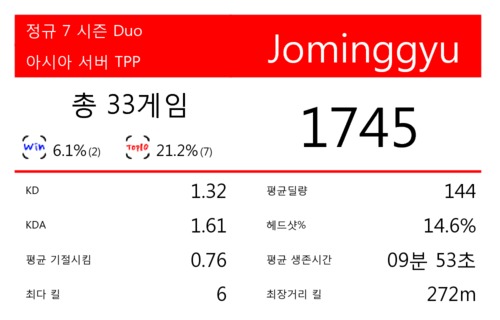 정규 7 시즌 Duo
아시아 서버 TPP
Jominggyu
총 33게임
Win 6.1% (2)
TOP10 21.2% (7)
1745
KD 1.32
KDA 1.61
평균 기절시킴 0.76
최다 킬 6
평균딜량 144
헤드샷% 14.6%
평균 생존시간 09분 53초
최장거리 킬 272m